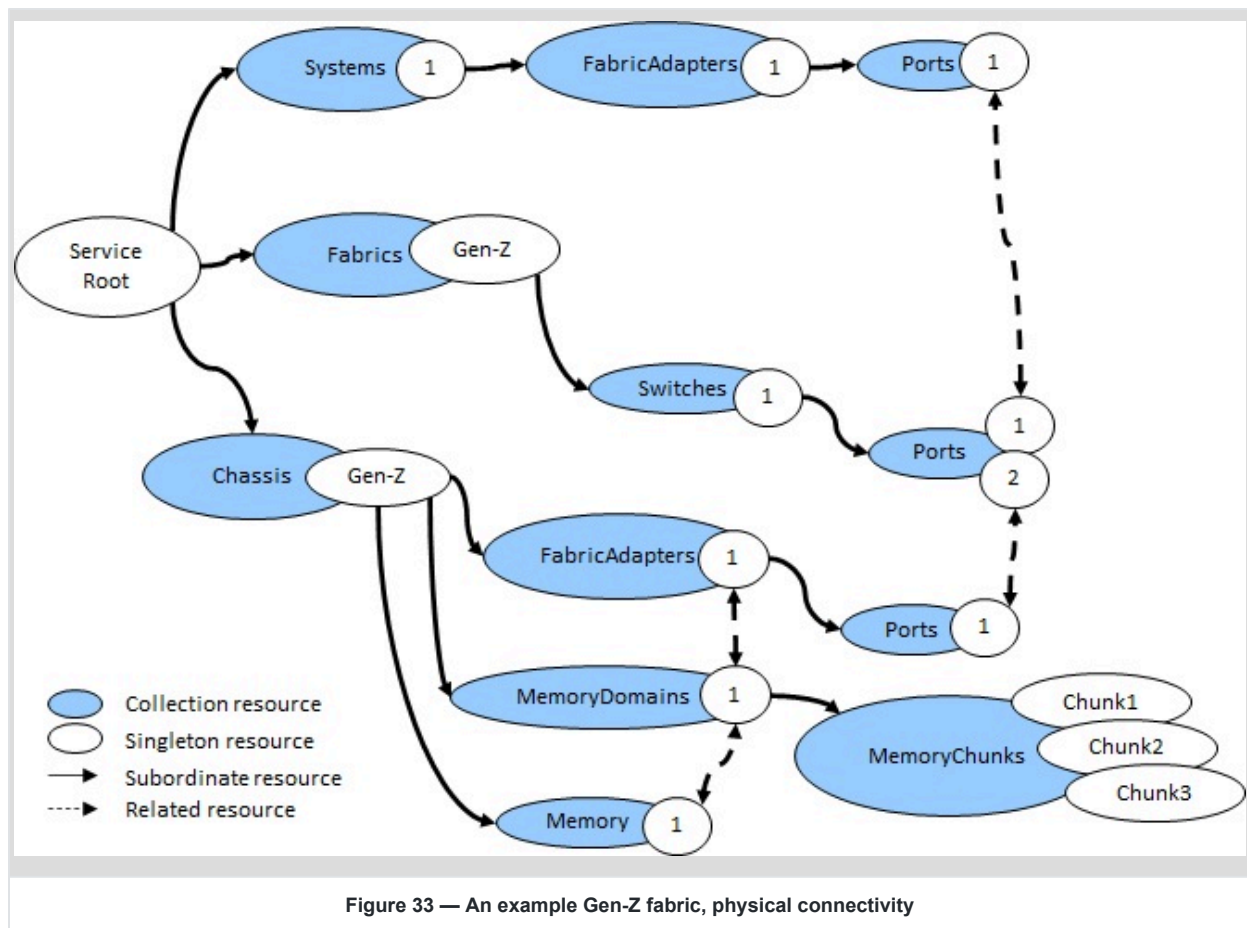 Systems
1
FabricAdapters
1
Ports
1
Service
Root
Fabrics
Gen-Z
Switches
1
Ports
1
2
Chassis
Gen-Z
FabricAdapters
1
Ports
1
MemoryDomains
1
MemoryChunks
Chunk1
Chunk2
Chunk3
Memory
1
Collection resource
Singleton resource
Subordinate resource
Related resource
Figure 33 — An example Gen-Z fabric, physical connectivity